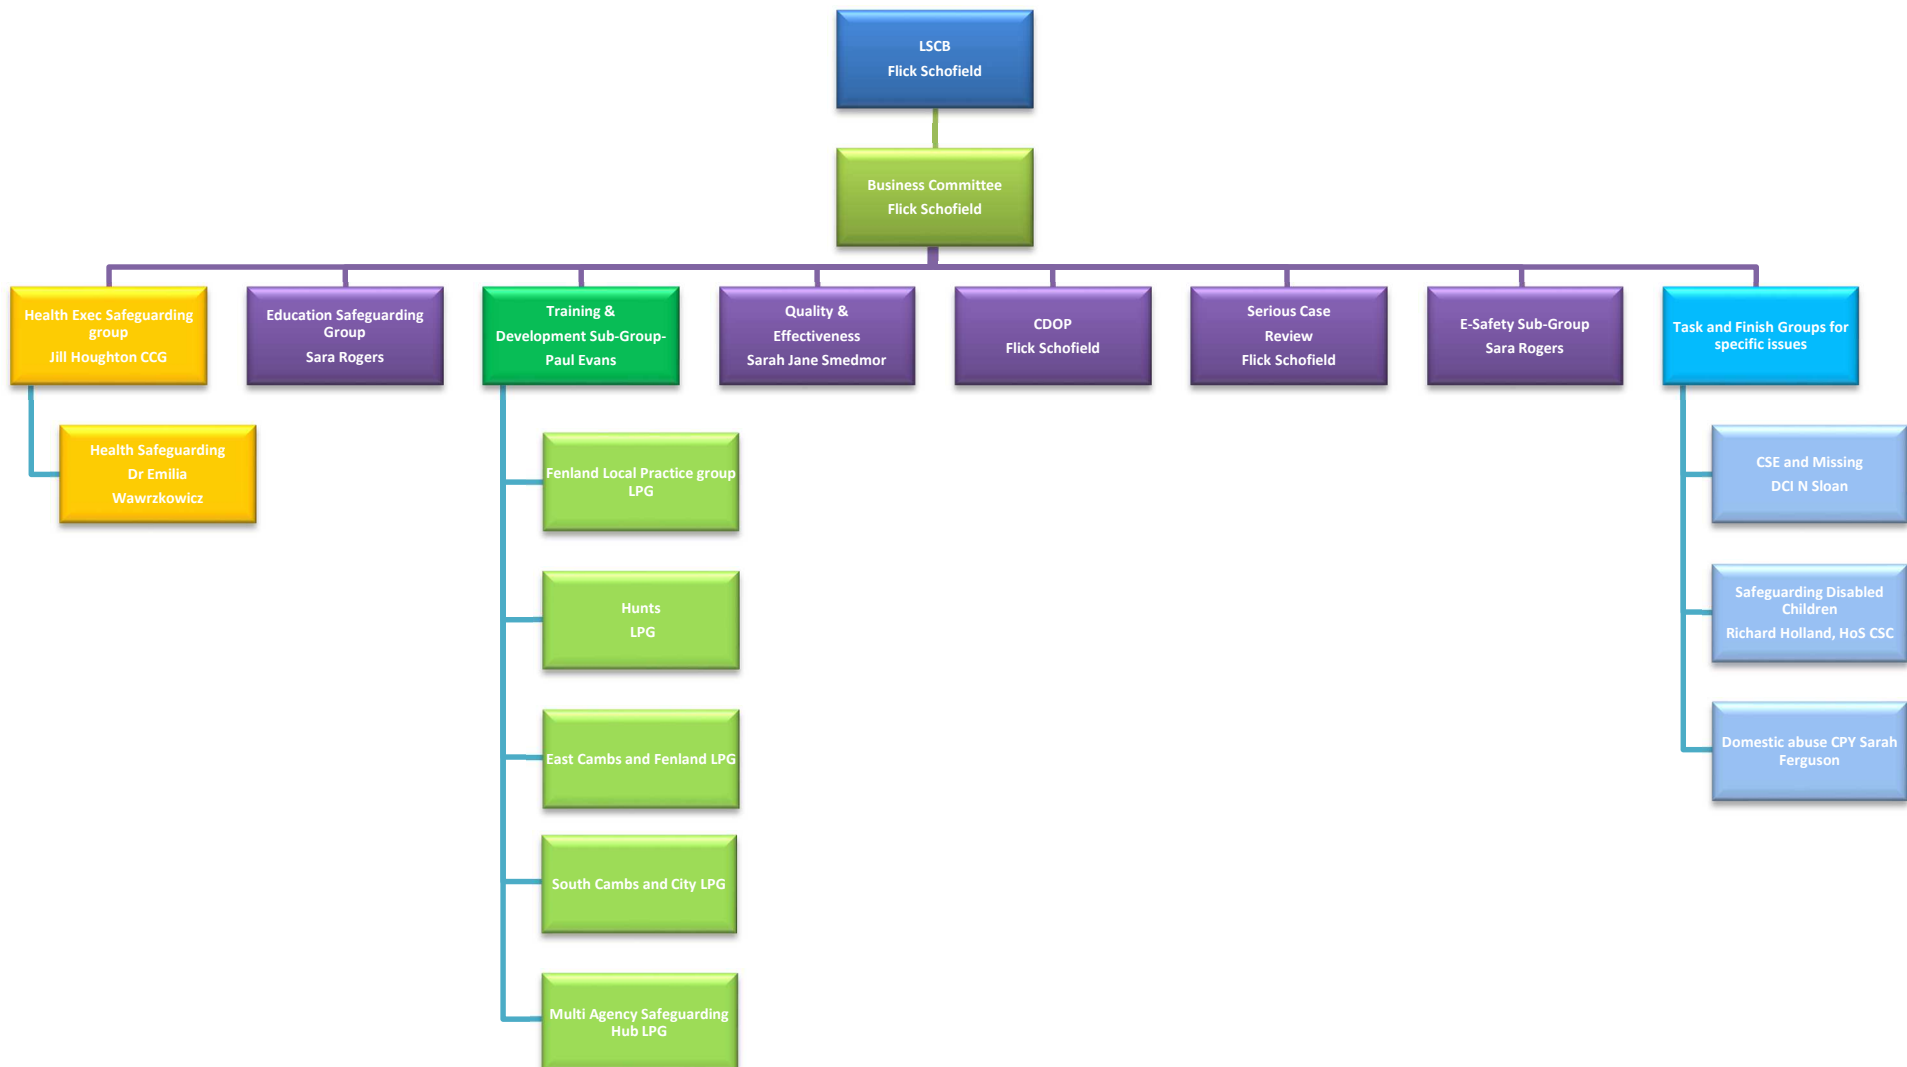 LSCB
Flick Schofield
Business Committee
Flick Schofield
Health Exec Safeguarding
group
Jill Houghton CCG
Education Safeguarding
Group
Sara Rogers
Training &
Development Sub-Group-
Paul Evans
Quality &
Effectiveness
Sarah Jane Smedmor
CDOP
Flick Schofield
Serious Case
Review
Flick Schofield
E-Safety Sub-Group
Sara Rogers
Task and Finish Groups for
specific issues
Health Safeguarding
Dr Emilia
Wawrzkowicz
Fenland Local Practice group
LPG
Hunts
LPG
East Cambs and Fenland LPG
South Cambs and City LPG
Multi Agency Safeguarding
Hub LPG
CSE and Missing
DCI N Sloan
Safeguarding Disabled
Children
Richard Holland, HoS CSC
Domestic abuse CPY Sarah
Ferguson